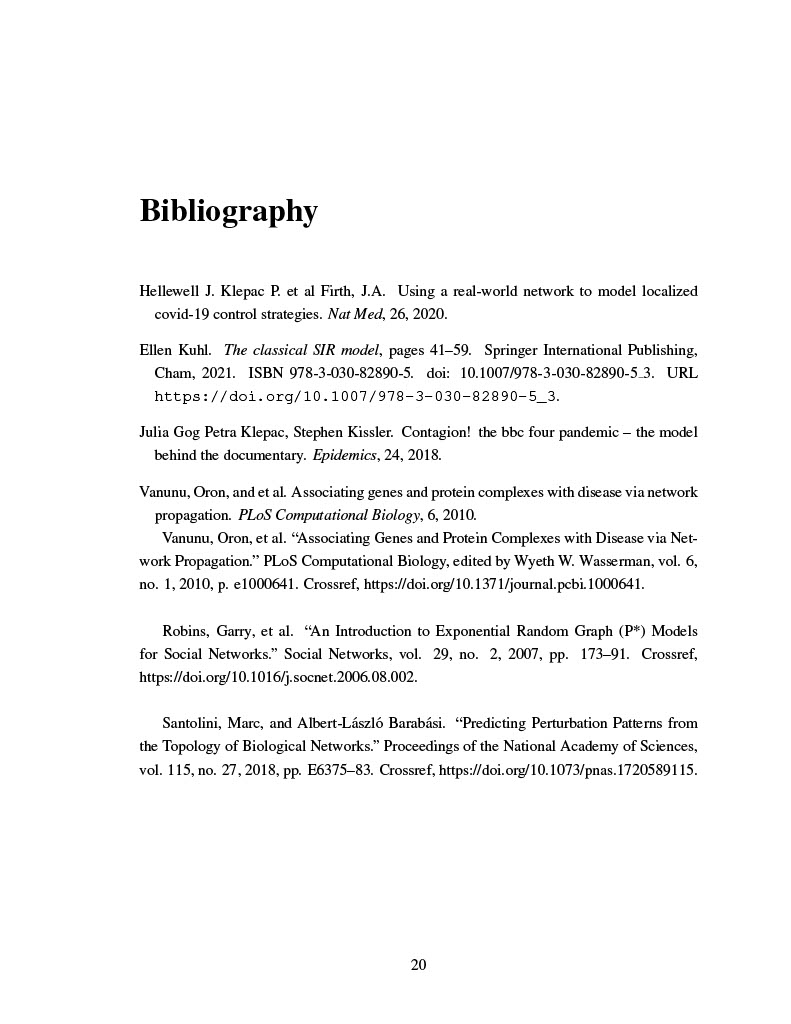 Bibliography
Hellewell J. Klepac P. et al Firth, J.A. Using a real-world network to model localized
covid-19 control strategies. Nat Med, 26, 2020.
Ellen Kuhl. The classical SIR model, pages 41–59. Springer International Publishing,
Cham, 2021. ISBN 978-3-030-82890-5. doi: 10.1007/978-3-030-82890-5_3. URL
https://doi.org/10.1007/978-3-030-82890-5_3.
Julia Gog Petra Klepac, Stephen Kissler. Contagion! the bbc four pandemic – the model
behind the documentary. Epidemics, 24, 2018.
Vanunu, Oron, and et al. Associating genes and protein complexes with disease via network
propagation. PLoS Computational Biology, 6, 2010.
Vanunu, Oron, et al. “Associating Genes and Protein Complexes with Disease via Net-
work Propagation.” PLoS Computational Biology, edited by Wyeth W. Wasserman, vol. 6,
no. 1, 2010, p. e1000641. Crossref, https://doi.org/10.1371/journal.pcbi.1000641.
Robins, Garry, et al. “An Introduction to Exponential Random Graph (P*) Models
for Social Networks.” Social Networks, vol. 29, no. 2, 2007, pp. 173–91. Crossref,
https://doi.org/10.1016/j.socnet.2006.08.002.
Santolini, Marc, and Albert-László Barabási. “Predicting Perturbation Patterns from
the Topology of Biological Networks.” Proceedings of the National Academy of Sciences,
vol. 115, no. 27, 2018, pp. E6375–83. Crossref, https://doi.org/10.1073/pnas.1720589115.
20